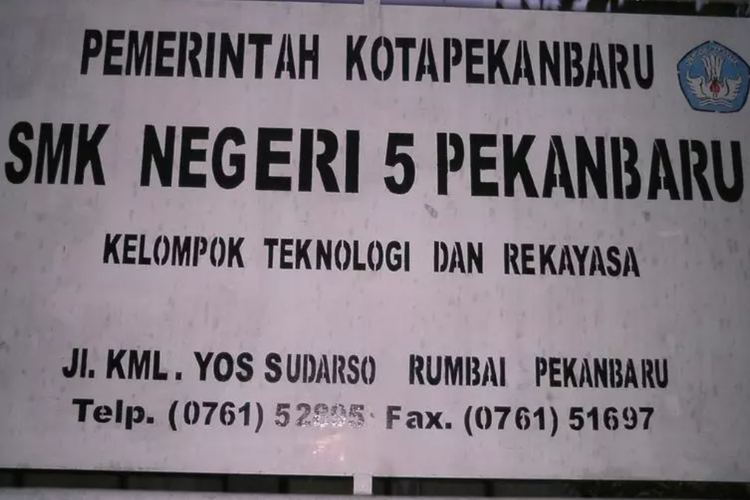 PEMERINTAH KOTAPEKANBARU
SMK NEGERI 5 PEKANBARU
KELOMPOK TEKNOLOGI DAN REKAYASA
Jl. KML. YOS SUDARSO RUMBAI PEKANBARU
Telp. (0761) Fax. (0761) 51697